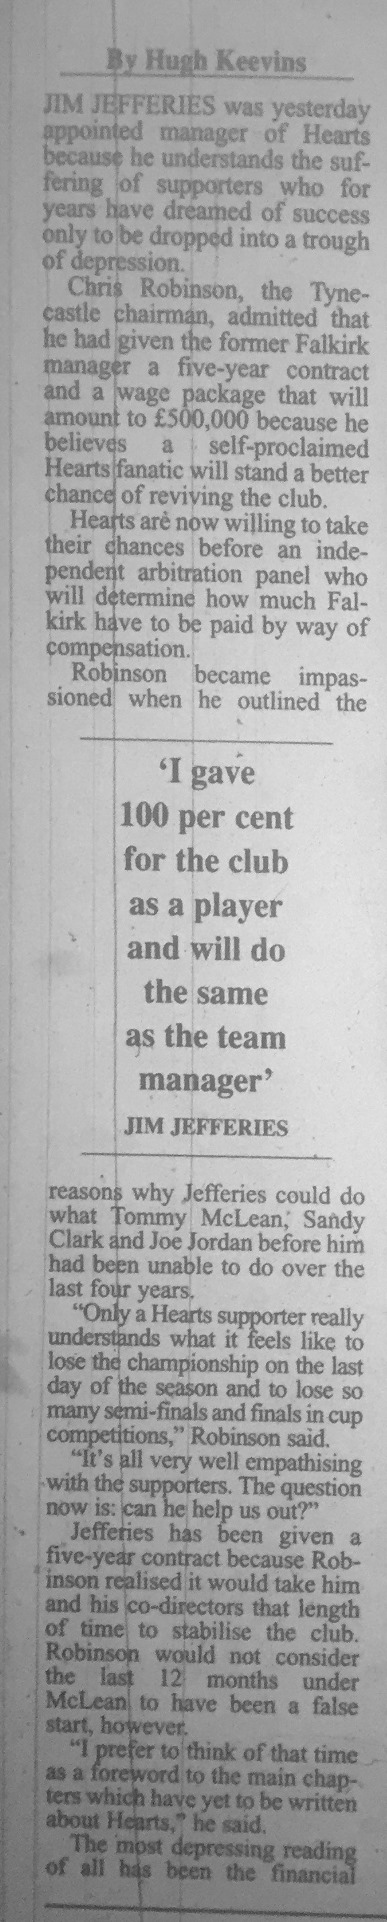 By Hugh Keevins
JIM JEFFERIES was yesterday
appointed manager of Hearts
because he understands the suf-
fering of supporters who for
years have dreamed of success
only to be dropped into a trough
of depression.
Chris Robinson, the Tyne-
castle chairman, admitted that
he had given the former Falkirk
manager a five-year contract
and a wage package that will
amount to £500,000 because he
believes a self-proclaimed
Hearts fanatic will stand a better
chance of reviving the club.
Hearts are now willing to take
their chances before an inde-
pendent arbitration panel who
will determine how much Fal-
kirk have to be paid by way of
compensation.
Robinson became impas-
sioned when he outlined the
‘I gave
100 per cent
for the club
as a player
and will do
the same
as the team
manager’
JIM JEFFERIES
reasons why Jefferies could do
what Tommy McLean, Sandy
Clark and Joe Jordan before him
had been unable to do over the
last four years.
“Only a Hearts supporter really
understands what it feels like to
lose the championship on the last
day of the season and to lose so
many semi-finals and finals in cup
competitions,” Robinson said.
“It’s all very well empathising
with the supporters. The question
now is: can he help us out?”
Jefferies has been given a
five-year contract because Rob-
inson realised it would take him
and his co-directors that length
of time to stabilise the club.
Robinson would not consider
the last 12 months under
McLean to have been a false
start, however.
“I prefer to think of that time
as a foreword to the main chap-
ters which have yet to be written
about Hearts,” he said.
The most depressing reading
of all has been the financial